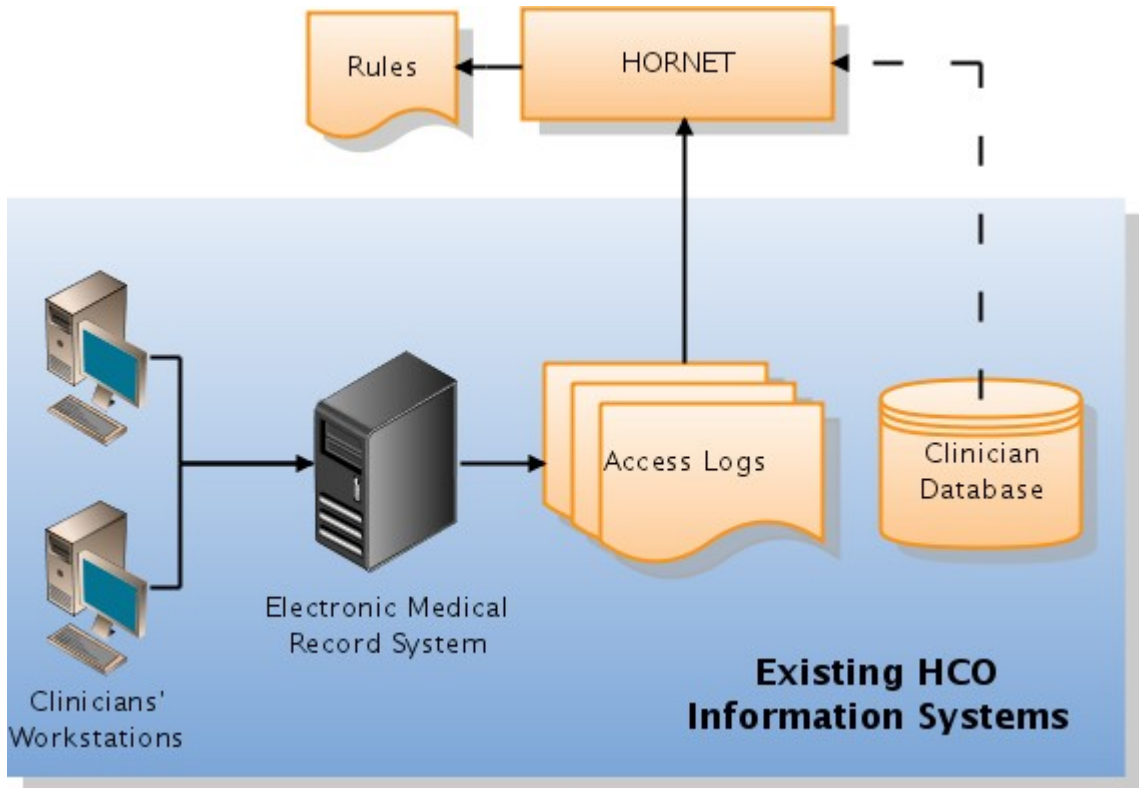 Rules
HORNET
Access Logs
Clinician
Database
Electronic Medical
Record System
Clinicians'
Workstations
Existing HCO
Information Systems